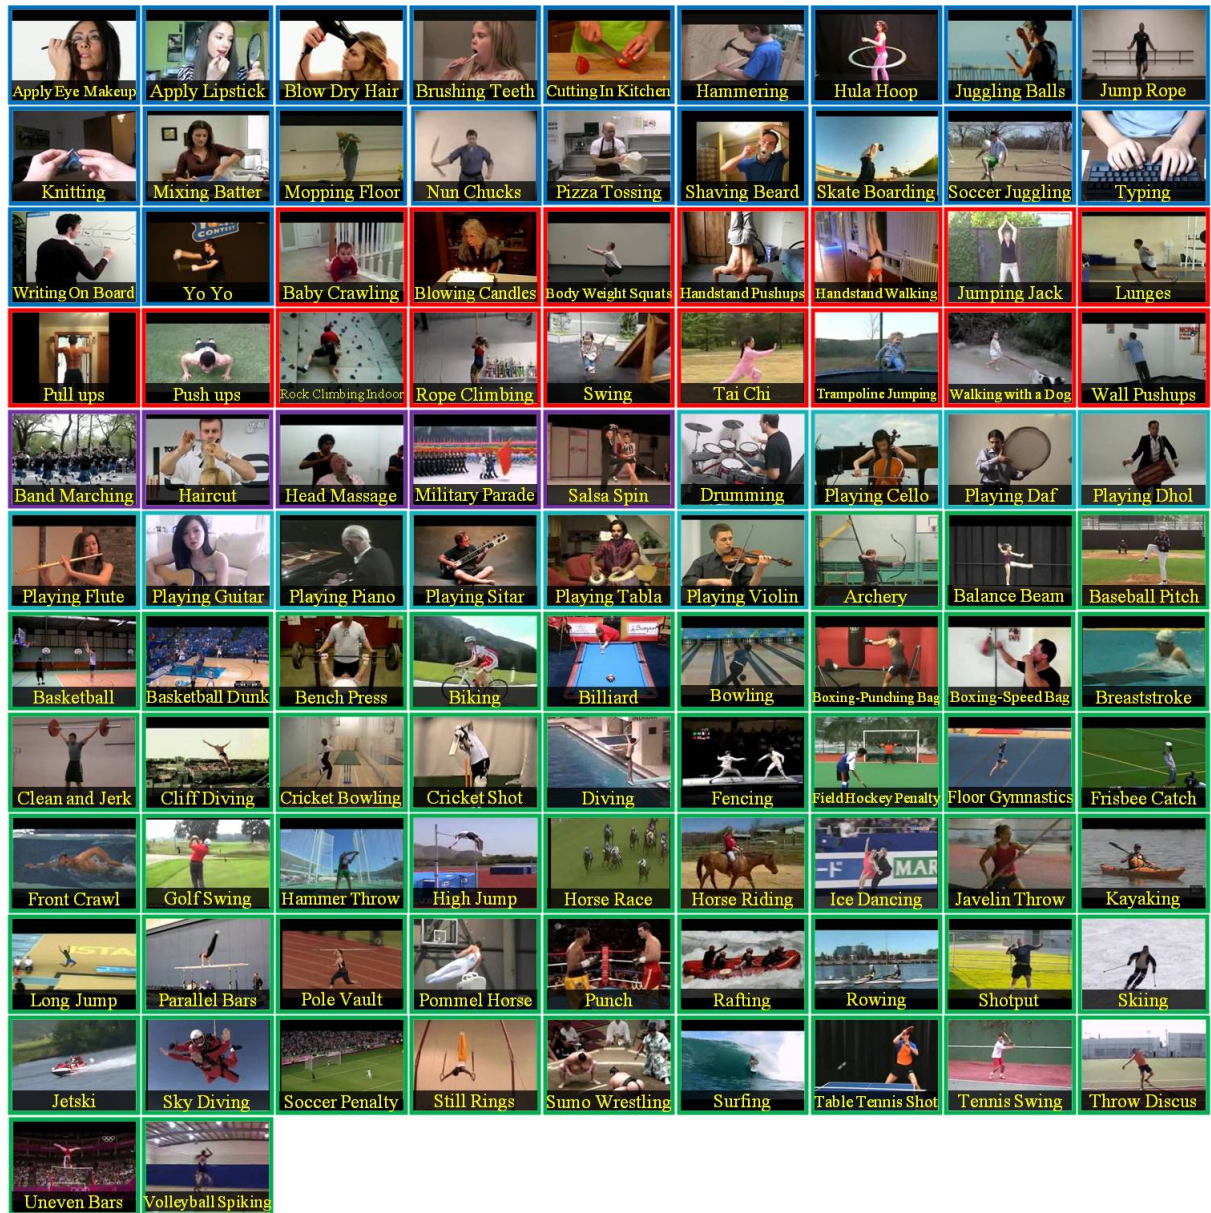 Apply Eye Makeup
Apply Lipstick
Blow Dry Hair
Brushing Teeth
Cutting In Kitchen
Hammering
Hula Hoop
Juggling Balls
Jump Rope
Knitting
Mixing Batter
Mopping Floor
Nun Chucks
Pizza Tossing
Shaving Beard
Skate Boarding
Soccer Juggling
Typing
Writing On Board
CONTEST
Yo Yo
Baby Crawling
Blowing Candles
Body Weight Squats
Handstand Pushups
Handstand Walking
Jumping Jack
Lunges
Pull ups
Push ups
Rock Climbing Indoor
Rope Climbing
Swing
Tai Chi
Trampoline Jumping
Walking with a Dog
Wall Pushups
Band Marching
Haircut
Head Massage
Military Parade
Salsa Spin
Drumming
Playing Cello
Playing Daf
Playing Dhol
Playing Flute
Playing Guitar
Playing Piano
Playing Sitar
Playing Tabla
Playing Violin
Archery
Balance Beam
Baseball Pitch
Basketball
Basketball Dunk
Bench Press
Biking
Billiard
Bowling
Boxing-Punching Bag
Boxing-Speed Bag
Breaststroke
Clean and Jerk
Cliff Diving
Cricket Bowling
Cricket Shot
Diving
Fencing
Field Hockey Penalty
Floor Gymnastics
Frisbee Catch
Front Crawl
Golf Swing
Hammer Throw
High Jump
Horse Race
Horse Riding
MAR
Ice Dancing
Javelin Throw
Kayaking
ISTA
Long Jump
Parallel Bars
Pole Vault
Pommel Horse
Punch
Rafting
Rowing
Shotput
Skiing
Jetski
Sky Diving
Soccer Penalty
Still Rings
Sumo Wrestling
Surfing
Table Tennis Shot
Tennis Swing
Throw Discus
Uneven Bars
Volleyball Spiking